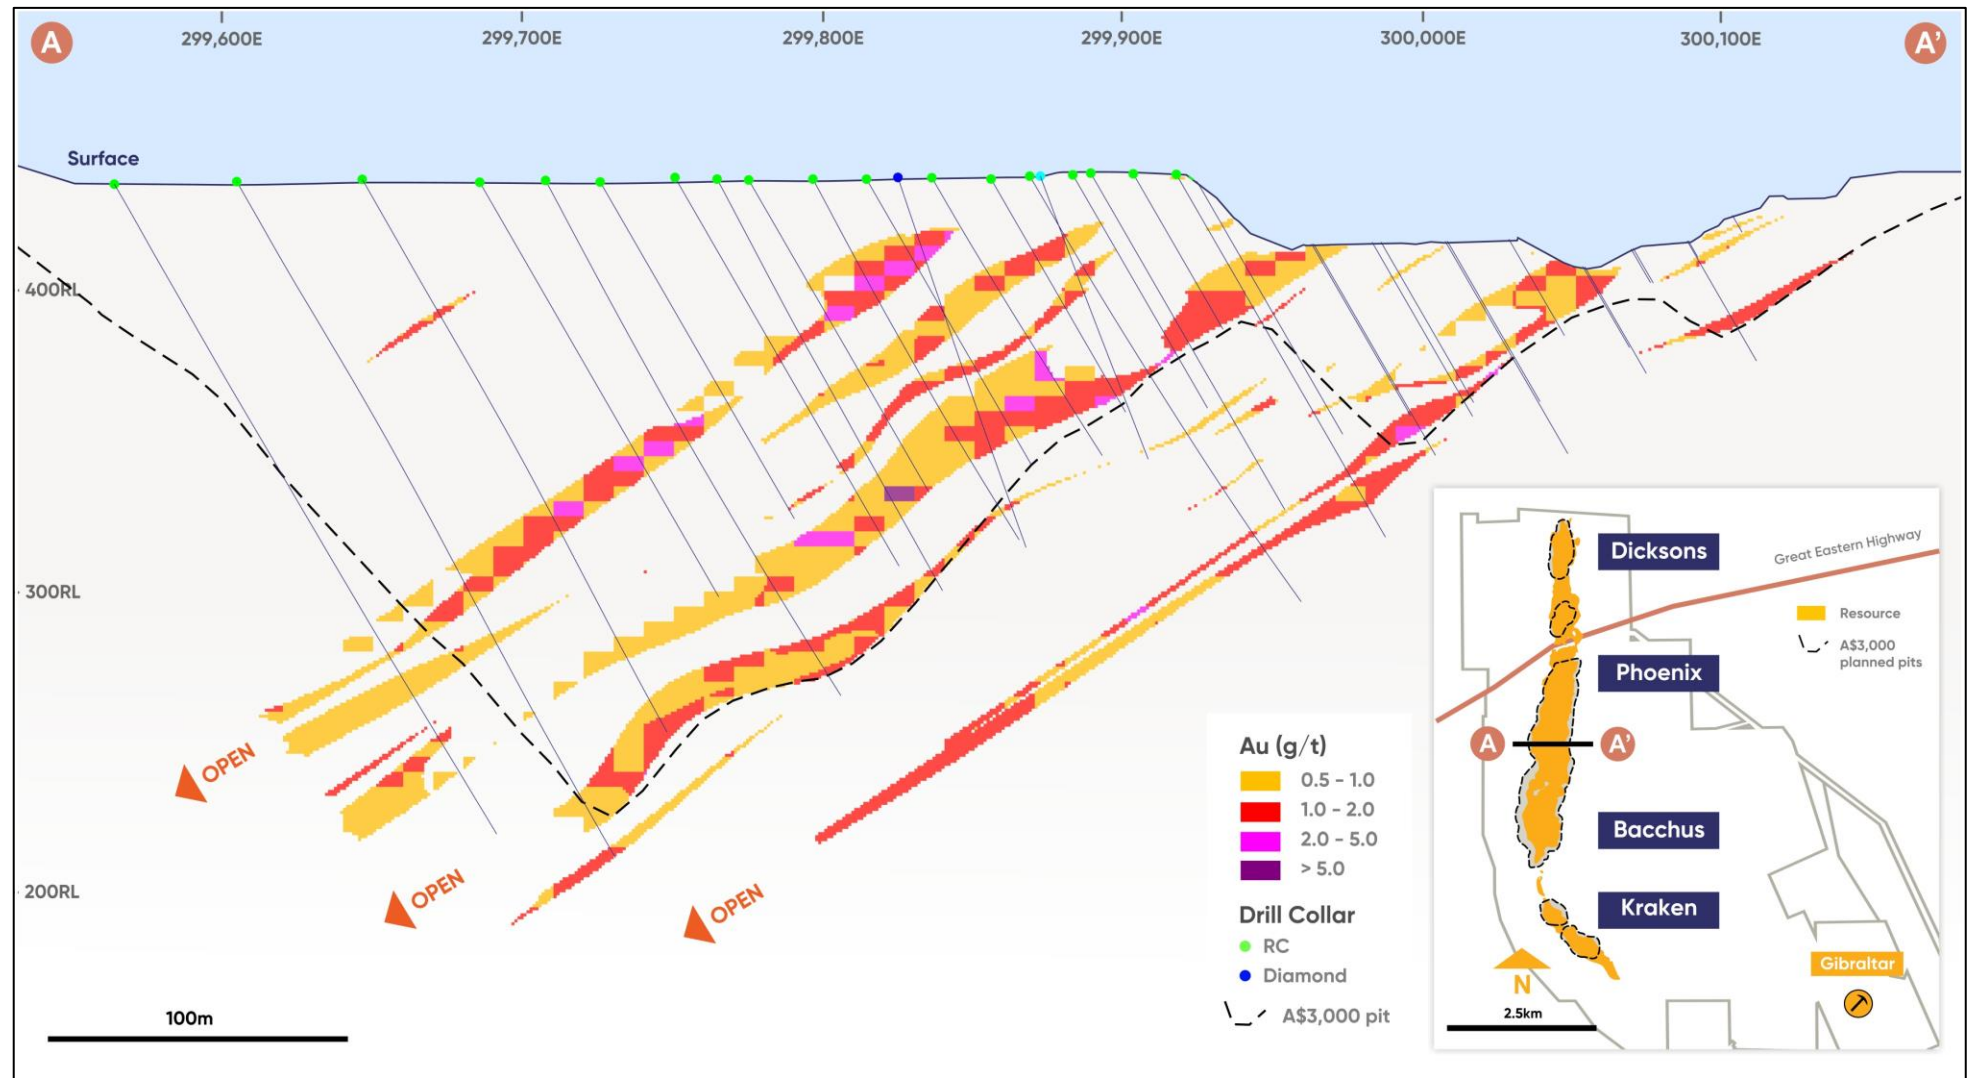 A
299,600E
299,700E
299,800E
299,900E
300,000E
300,100E
A'
Surface
400RL
300RL
200RL
OPEN
OPEN
OPEN
100m
Au (g/t)
0.5 - 1.0
1.0 - 2.0
2.0 - 5.0
> 5.0
Drill Collar
RC
Diamond
A$3,000 pit
Dicksons
Great Eastern Highway
Resource
A$3,000
planned pits
Phoenix
A
A'
Bacchus
Kraken
Gibraltar
N
2.5km